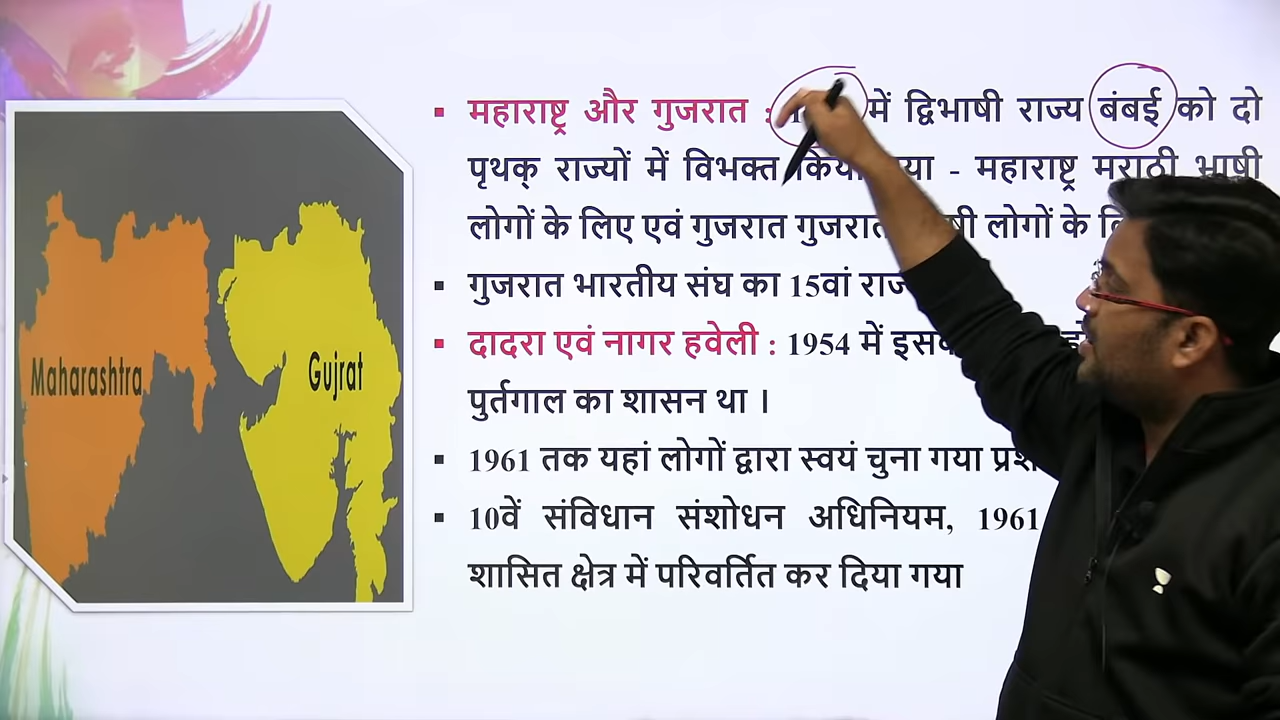 महाराष्ट्र और गुजरात : में द्विभाषी राज्य बंबई को दो
पृथक् राज्यों में विभक्त किया गया - महाराष्ट्र मराठी भाषी
लोगों के लिए एवं गुजरात गुजराती लोगों के
गुजरात भारतीय संघ का 15वां
दादरा एवं नागर हवेली : 1954 में
पुर्तगाल का शासन था ।
1961 तक यहां लोगों द्वारा स्वयं चुना गया
10वें संविधान संशोधन अधिनियम, 1961
शासित क्षेत्र में परिवर्तित कर दिया गया
Maharashtra
Gujrat